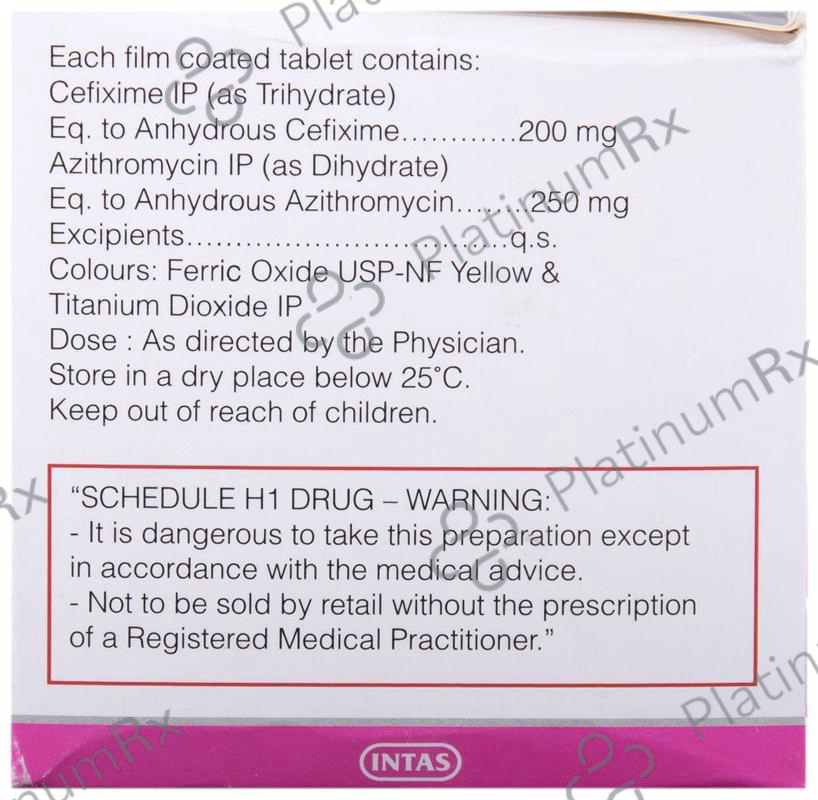 Each film coated tablet contains:
Cefixime IP (as Trihydrate)
Eq. to Anhydrous Cefixime............200 mg
Azithromycin IP (as Dihydrate)
Eq. to Anhydrous Azithromycin........250 mg
Excipients.................................q.s.
Colours: Ferric Oxide USP-NF Yellow &
Titanium Dioxide IP
Dose : As directed by the Physician.
Store in a dry place below 25°C.
Keep out of reach of children.
“SCHEDULE H1 DRUG – WARNING:
- It is dangerous to take this preparation except
in accordance with the medical advice.
- Not to be sold by retail without the prescription
of a Registered Medical Practitioner.”
INTAS
PlatinumRx
PlatinumRx
PlatinumRx
Rx
PlatinumRx
PlatinumRx